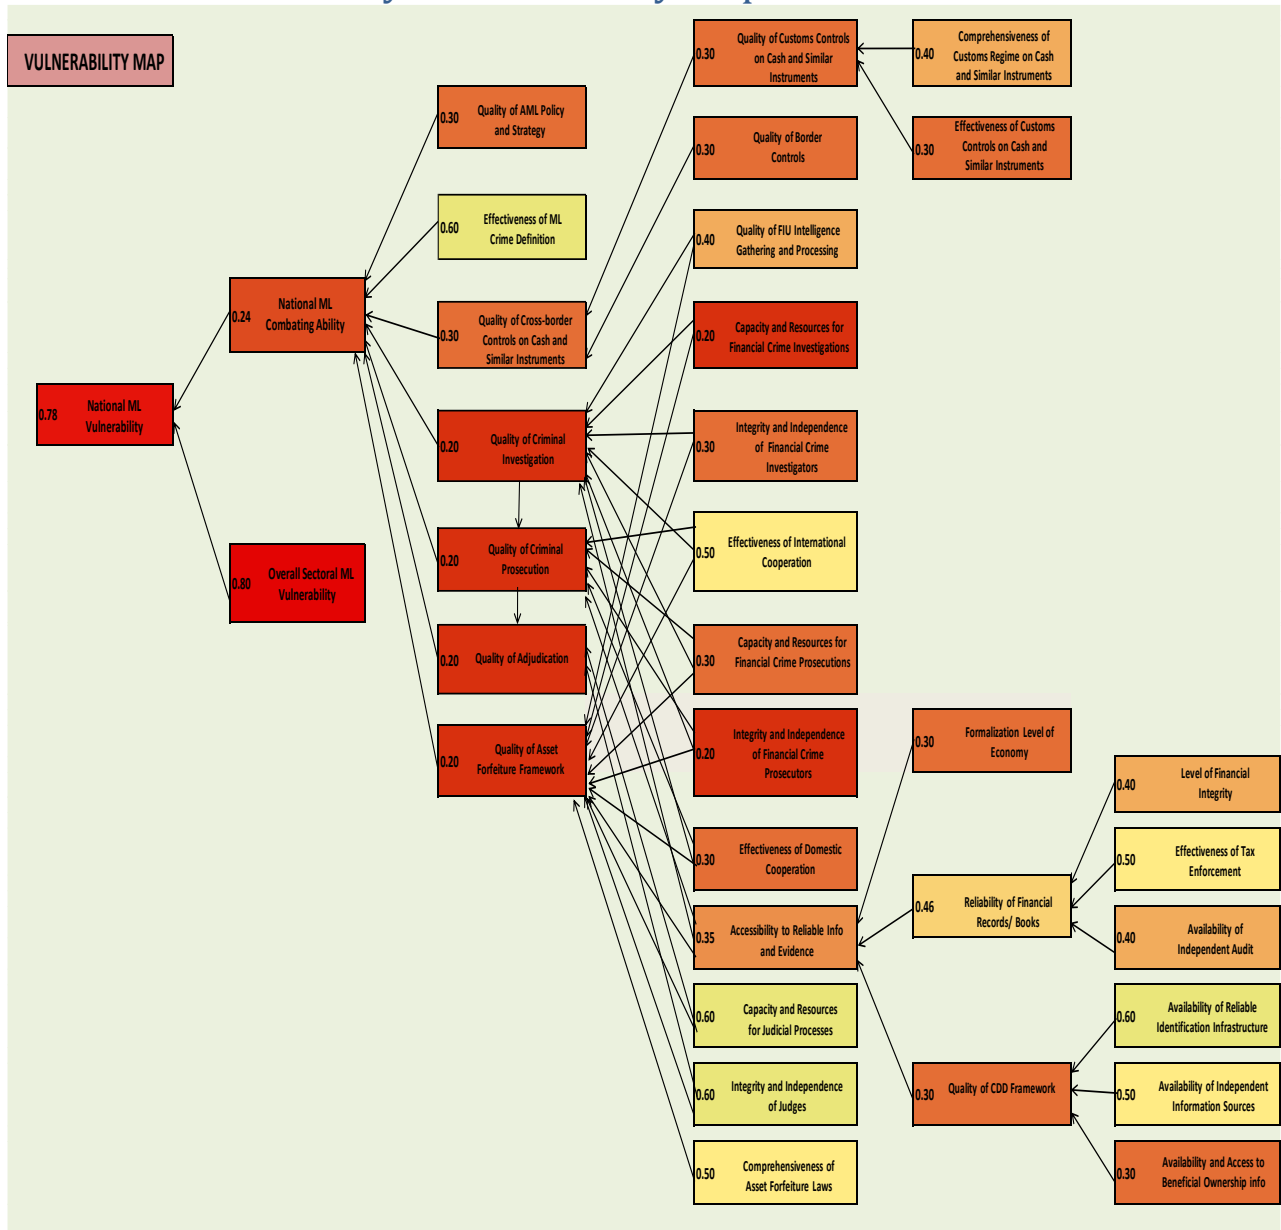 VULNERABILITY MAP
0.30
Quality of Customs Controls
on Cash and Similar
Instruments
0.40
Comprehensiveness of
Customs Regime on Cash
and Similar Instruments
0.30
Quality of AML Policy
and Strategy
0.30
Quality of Border
Controls
0.30
Effectiveness of Customs
Controls on Cash and
Similar Instruments
0.60
Effectiveness of ML
Crime Definition
0.40
Quality of FIU Intelligence
Gathering and Processing
0.24
National ML
Combating Ability
0.30
Quality of Cross-border
Controls on Cash and
Similar Instruments
0.20
Capacity and Resources for
Financial Crime Investigations
0.78
National ML
Vulnerability
0.20
Quality of Criminal
Investigation
0.30
Integrity and Independence
of Financial Crime
Investigators
0.80
Overall Sectoral ML
Vulnerability
0.20
Quality of Criminal
Prosecution
0.50
Effectiveness of International
Cooperation
0.20
Quality of Adjudication
0.30
Capacity and Resources for
Financial Crime Prosecutions
0.20
Quality of Asset
Forfeiture Framework
0.20
Integrity and Independence
of Financial Crime
Prosecutors
0.30
Formalization Level of
Economy
0.40
Level of Financial
Integrity
0.30
Effectiveness of Domestic
Cooperation
0.50
Effectiveness of Tax
Enforcement
0.35
Accessibility to Reliable Info
and Evidence
0.46
Reliability of Financial
Records/ Books
0.40
Availability of
Independent Audit
0.60
Capacity and Resources
for Judicial Processes
0.60
Availability of Reliable
Identification Infrastructure
0.60
Integrity and Independence
of Judges
0.30
Quality of CDD Framework
0.50
Availability of Independent
Information Sources
0.50
Comprehensiveness of
Asset Forfeiture Laws
0.30
Availability and Access to
Beneficial Ownership info